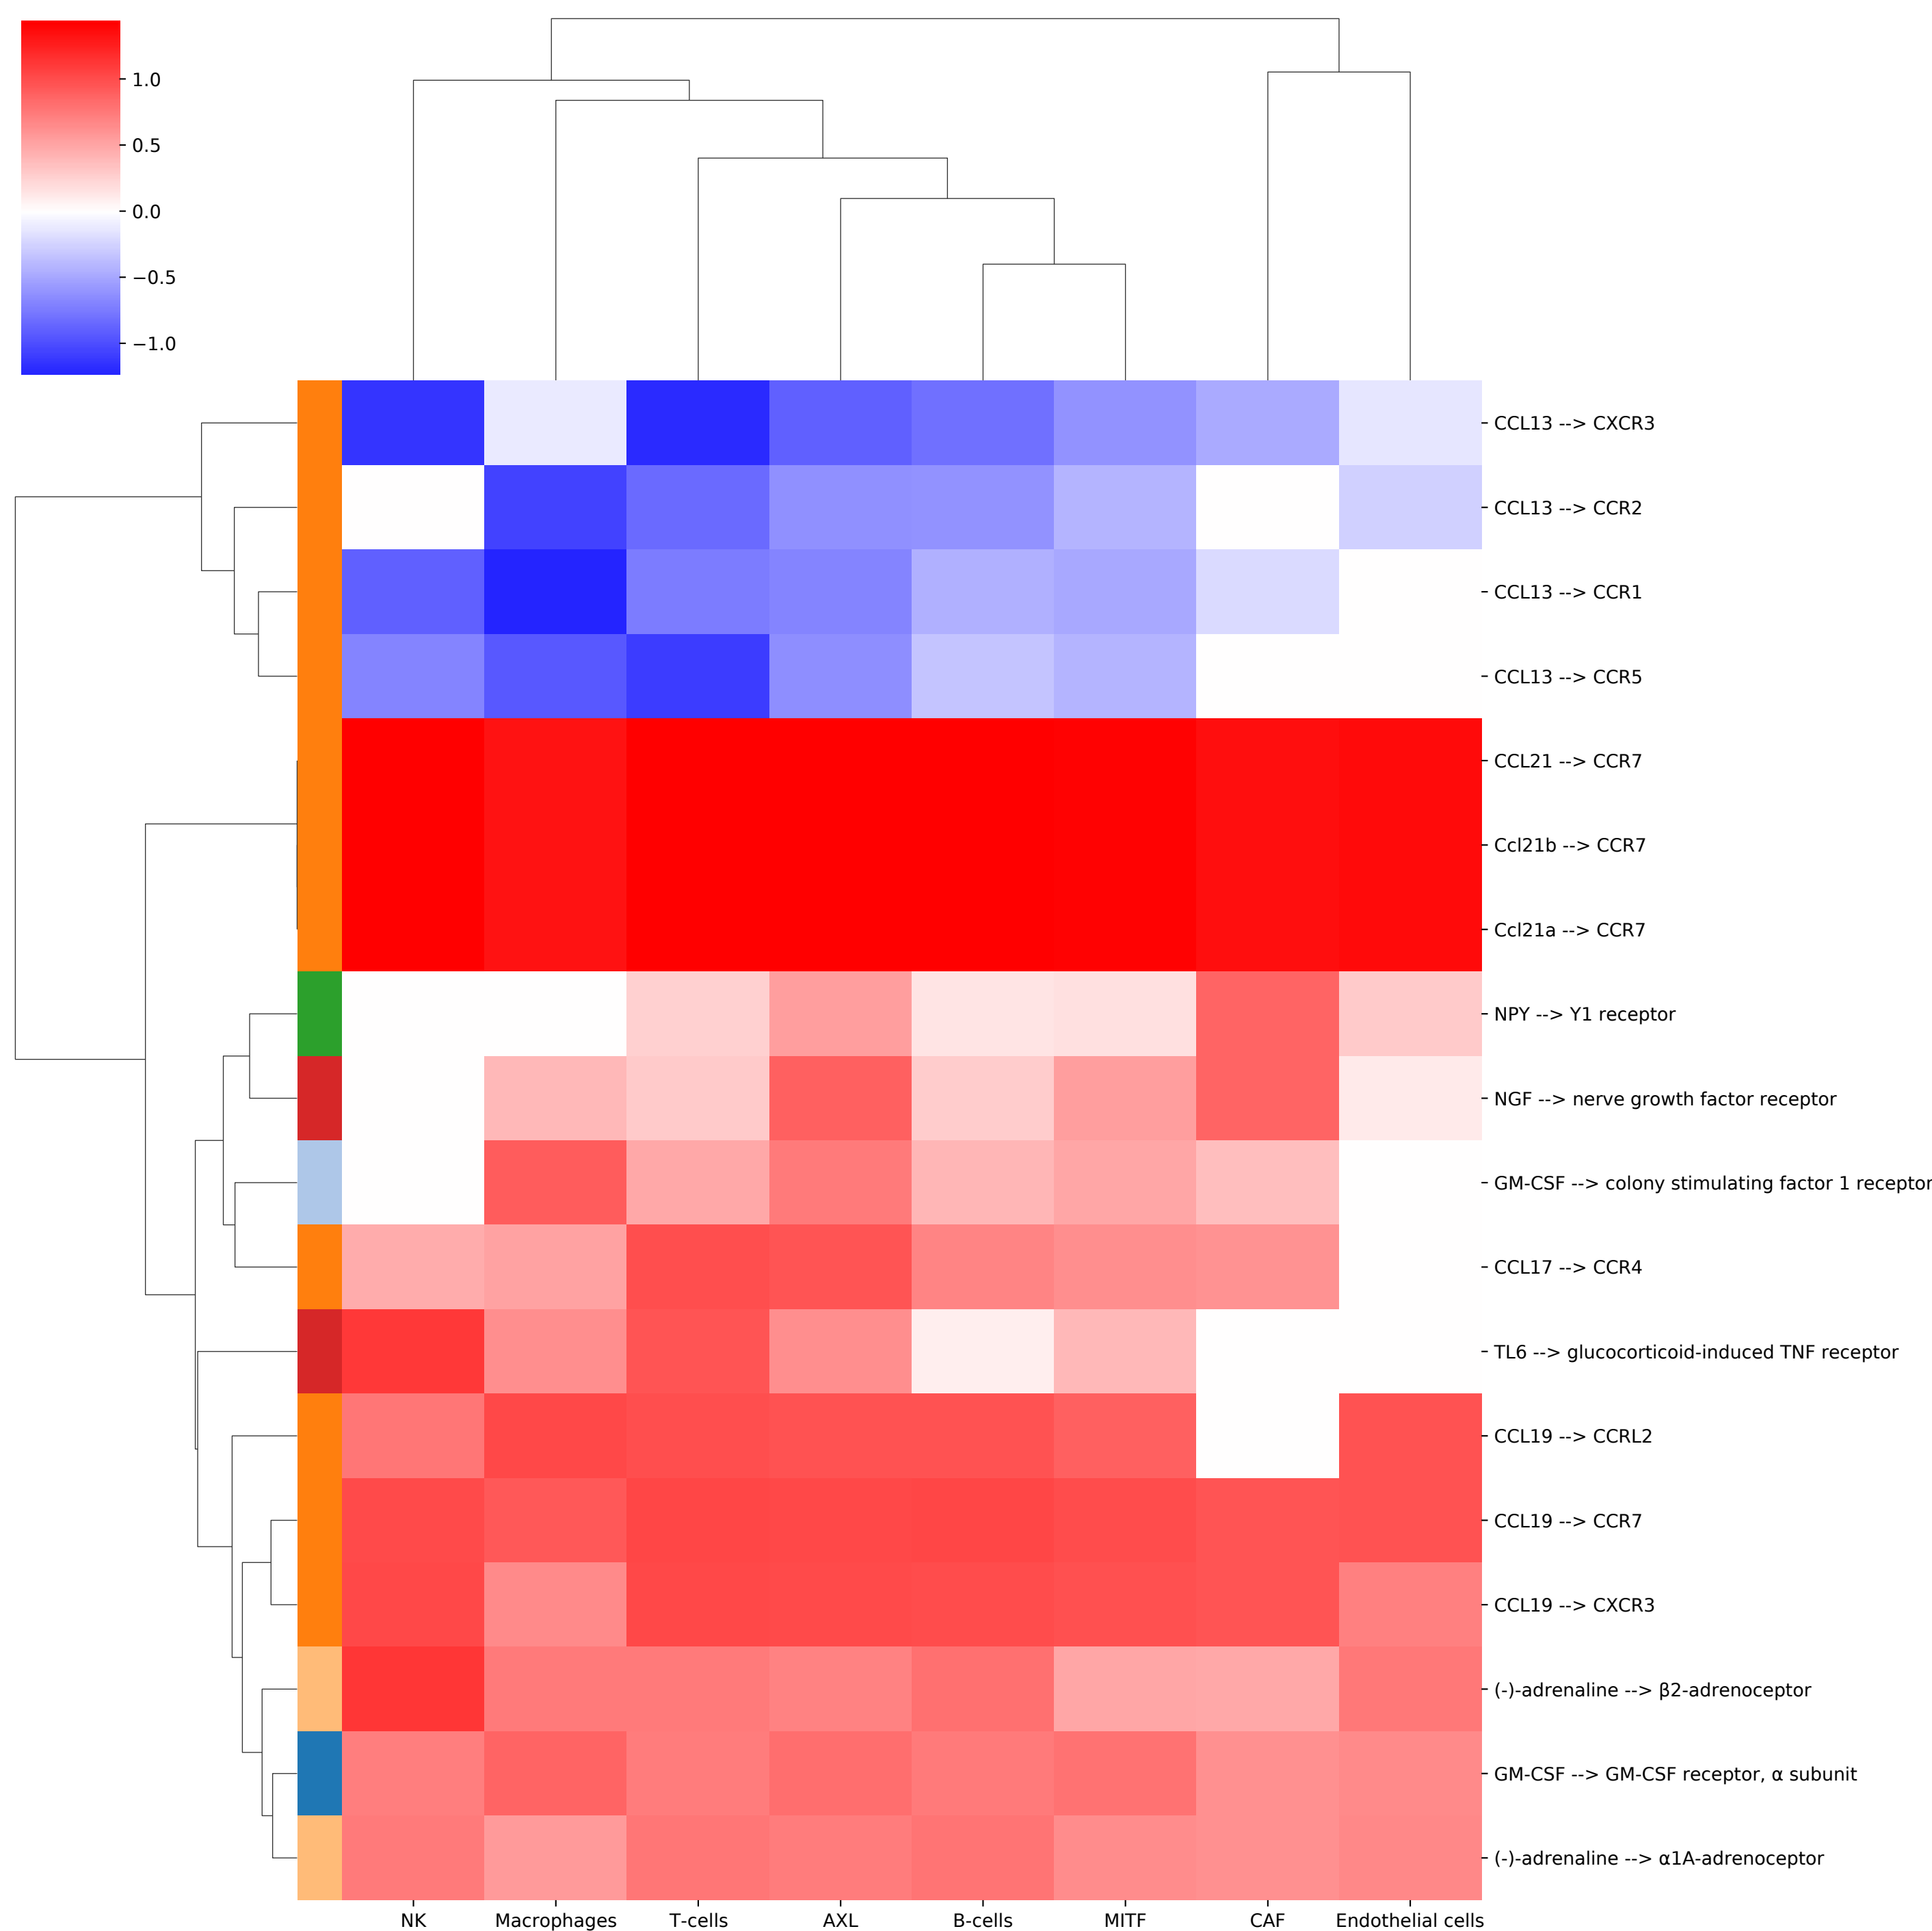 1.0
0.5
0.0
−0.5
−1.0
CCL13 --> CXCR3
CCL13 --> CCR2
CCL13 --> CCR1
CCL13 --> CCR5
CCL21 --> CCR7
Ccl21b --> CCR7
Ccl21a --> CCR7
NPY --> Y1 receptor
NGF --> nerve growth factor receptor
GM-CSF --> colony stimulating factor 1 receptor
CCL17 --> CCR4
TL6 --> glucocorticoid-induced TNF receptor
CCL19 --> CCRL2
CCL19 --> CCR7
CCL19 --> CXCR3
(-)-adrenaline --> β2-adrenoceptor
GM-CSF --> GM-CSF receptor, α subunit
(-)-adrenaline --> α1A-adrenoceptor
NK Macrophages T-cells AXL B-cells MITF CAF Endothelial cells